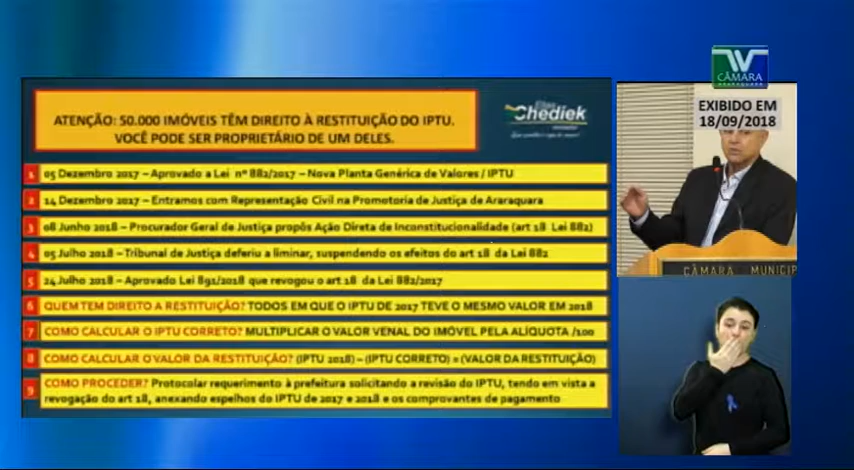 CÂMARA
ARARAQUARA
ATENÇÃO: 50.000 IMÓVEIS TÊM DIREITO À RESTITUIÇÃO DO IPTU.
VOCÊ PODE SER PROPRIETÁRIO DE UM DELES.
Elias
Chediek
EXIBIDO EM
18/09/2018
1 05 Dezembro 2017 – Aprovado a Lei nº 882/2017 – Nova Planta Genérica de Valores / IPTU
2 14 Dezembro 2017 – Entramos com Representação Civil na Promotoria de Justiça de Araraquara
3 08 Junho 2018 – Procurador Geral de Justiça propôs Ação Direta de Inconstitucionalidade (art 18 Lei 882)
4 05 Julho 2018 – Tribunal de Justiça deferiu a liminar, suspendendo os efeitos do art 18 da Lei 882
5 24 Julho 2018 – Aprovado Lei 891/2018 que revogou o art 18 da Lei 882/2017
6 QUEM TEM DIREITO A RESTITUIÇÃO? TODOS EM QUE O IPTU DE 2017 TEVE O MESMO VALOR EM 2018
7 COMO CALCULAR O IPTU CORRETO? MULTIPLICAR O VALOR VENAL DO IMÓVEL PELA ALÍQUOTA /100
8 COMO CALCULAR O VALOR DA RESTITUIÇÃO? (IPTU 2018) – (IPTU CORRETO) = (VALOR DA RESTITUIÇÃO)
9 COMO PROCEDER? Protocolar requerimento à prefeitura solicitando a revisão do IPTU, tendo em vista a
revogação do art 18, anexando espelhos do IPTU de 2017 e 2018 e os comprovantes de pagamento
CÂMARA MUNICIP